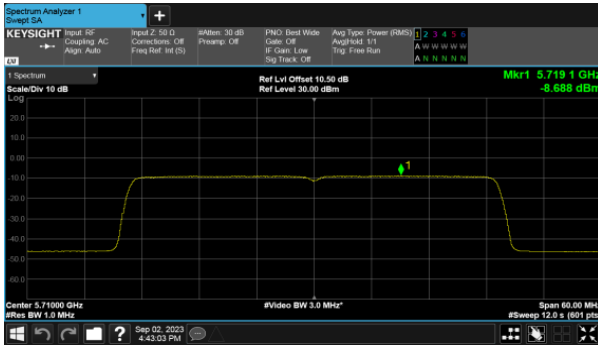 Spectrum Analyzer 1
Swept SA
+
KEYSIGHT
Input: RF
Coupling: AC
Align: Auto
Input Z: 50 Ω
Corrections: Off
Freq Ref: Int (S)
#Atten: 30 dB
Preamp: Off
PNO: Best Wide
Gate: Off
IF Gain: Low
Sig Track: Off
Avg Type: Power (RMS)
Avg|Hold: 1/1
Trig: Free Run
1 2 3 4 5 6
A W W W W W
A N N N N N
1 Spectrum
Scale/Div 10 dB
Ref Lvl Offset 10.50 dB
Ref Level 30.00 dBm
Mkr1 5.719 1 GHz
-8.688 dBm
Log
20.0
10.0
0.00
-10.0
-20.0
-30.0
-40.0
-50.0
-60.0
1
Center 5.71000 GHz
#Res BW 1.0 MHz
#Video BW 3.0 MHz*
Span 60.00 MHz
#Sweep 12.0 s (601 pts)
?
Sep 02, 2023
4:43:03 PM